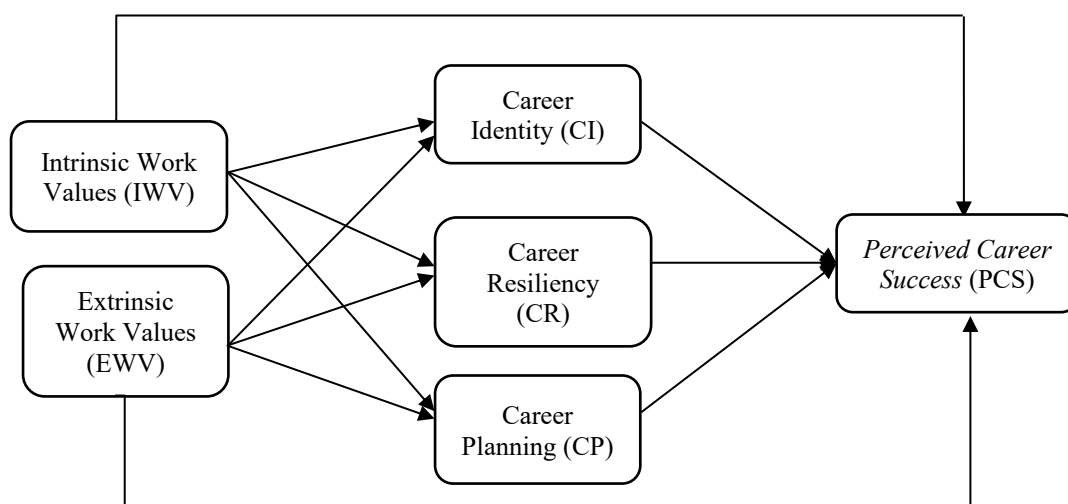 Career
Identity (CI)
Intrinsic Work
Values (IWV)
Career
Resiliency
(CR)
Perceived Career
Success (PCS)
Extrinsic
Work Values
(EWV)
Career
Planning (CP)